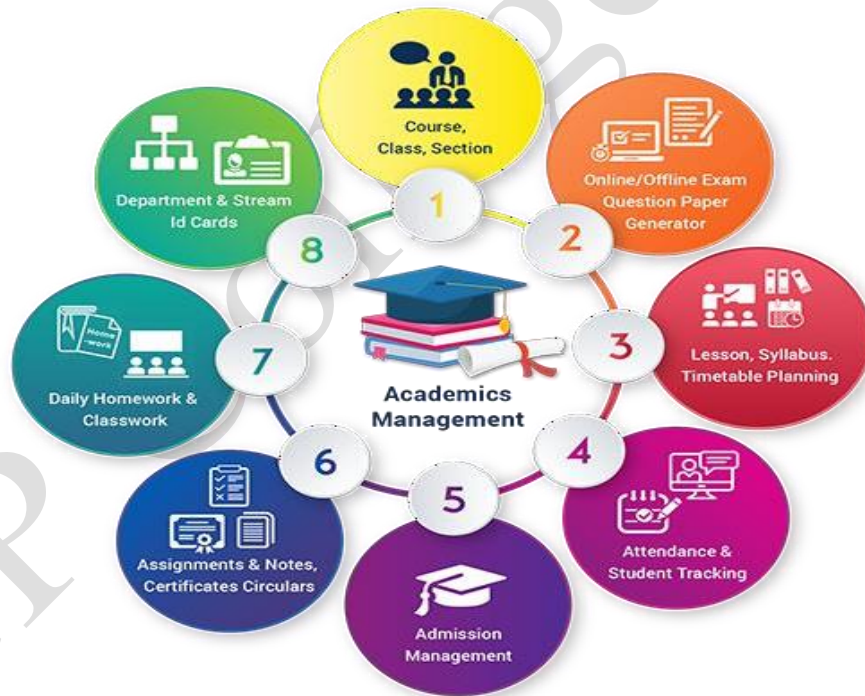 1
Course,
Class, Section
2
Online/Offline Exam
Question Paper
Generator
3
Lesson, Syllabus.
Timetable Planning
4
Attendance &
Student Tracking
5
Admission
Management
6
Assignments & Notes,
Certificates Circulars
7
Home
-work
Daily Homework &
Classwork
8
Department & Stream
Id Cards
Academics
Management